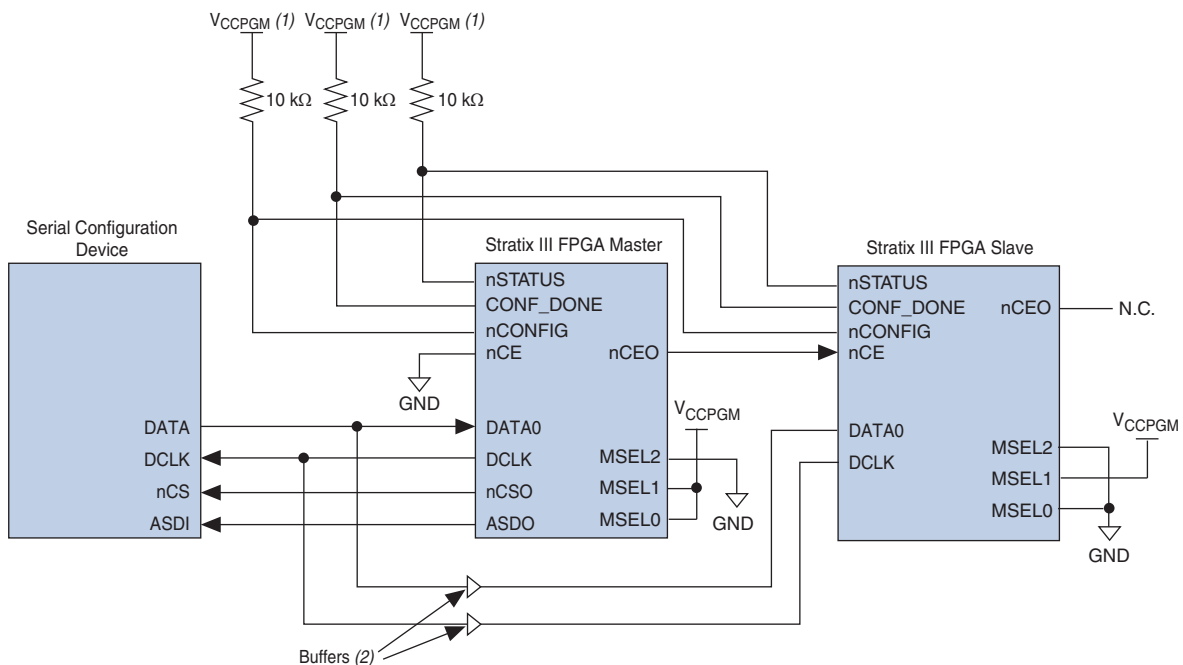 VCCPGM (1) VCCPGM (1) VCCPGM (1)
10 kΩ 10 kΩ 10 kΩ
Serial Configuration
Device
DATA
DCLK
nCS
ASDI
Stratix III FPGA Master
nSTATUS
CONF_DONE
nCONFIG
nCE
nCEO
GND
DATA0
DCLK
nCSO
ASDO
MSEL2
MSEL1
MSEL0
VCCPGM
GND
Stratix III FPGA Slave
nSTATUS
CONF_DONE
nCONFIG
nCE
nCEO
N.C.
DATA0
DCLK
MSEL2
MSEL1
MSEL0
VCCPGM
GND
Buffers (2)